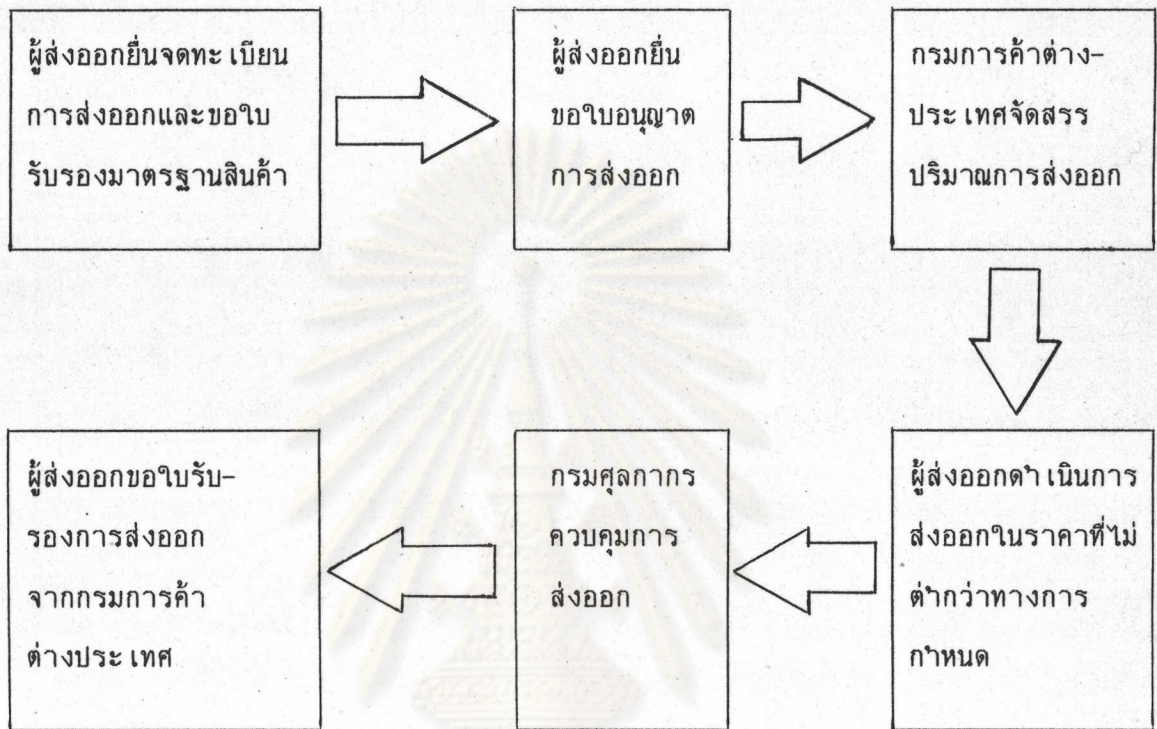 ผู้ส่งออกยื่นจดทะเบียน
การส่งออกและขอใบ
รับรองมาตรฐานสินค้า
ผู้ส่งออกยื่น
ขอใบอนุญาต
การส่งออก
กรมการค้าต่าง-
ประเทศจัดสรร
ปริมาณการส่งออก
ผู้ส่งออกดำเนินการ
ส่งออกในราคาที่ไม่
ต่ำกว่าทางการ
กำหนด
กรมศุลกากร
ควบคุมการ
ส่งออก
ผู้ส่งออกขอใบรับ-
รองการส่งออก
จากกรมการค้า
ต่างประเทศ